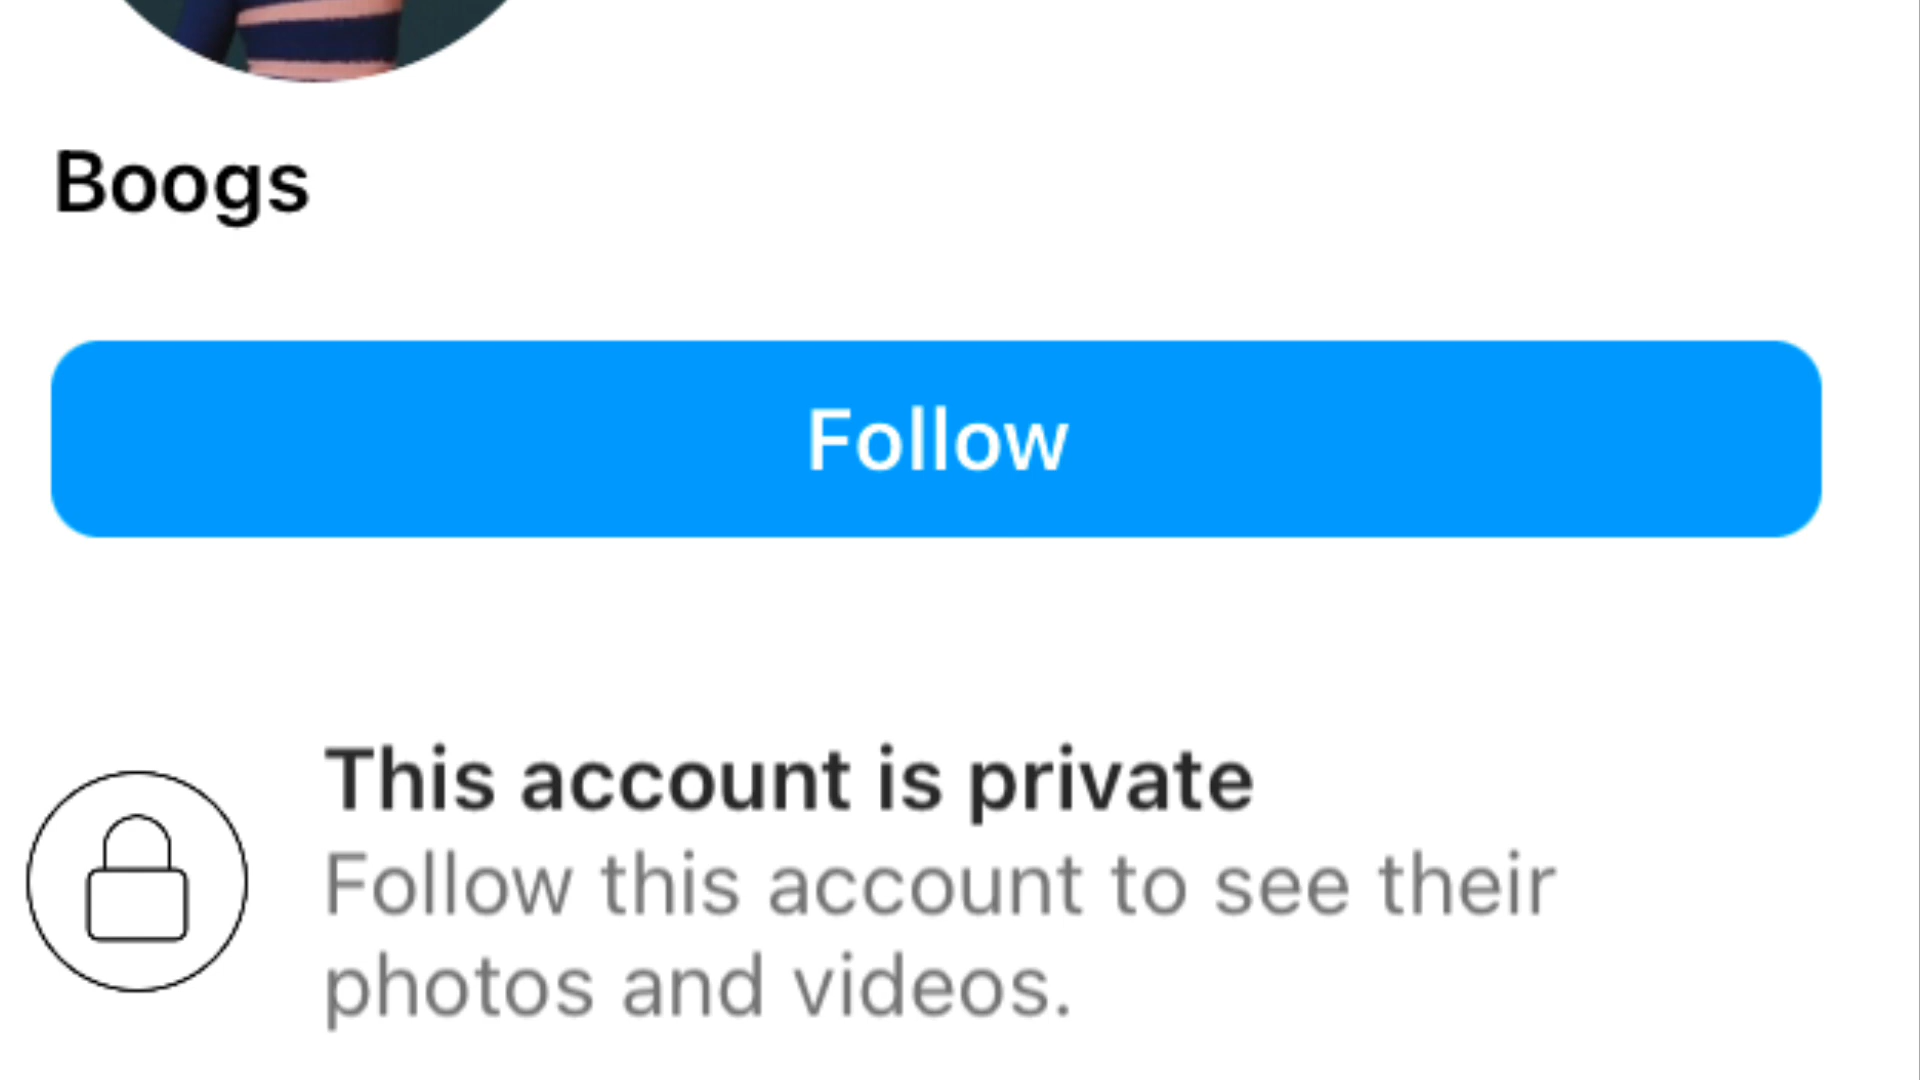 Boogs
Follow
This account is private
Follow this account to see their
photos and videos.